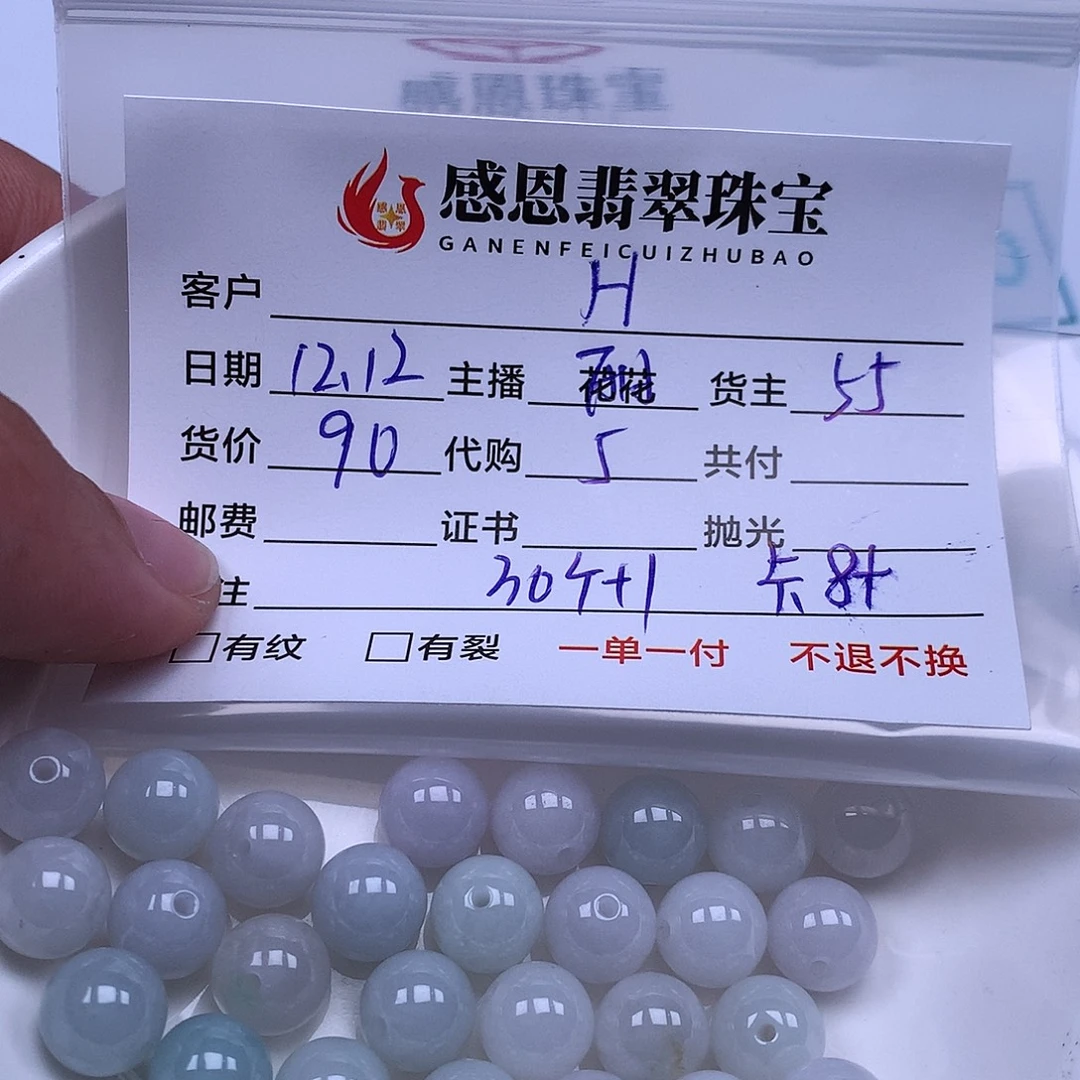 感恩翡翠珠宝
GANENFEICUIZHUBAO
客户 H
日期 12.12 主播 货主 55
货价 90 代购 5 共付
邮费 证书 抛光
住 30个+1 卡8+
□有纹 □有裂 一单一付 不退不换